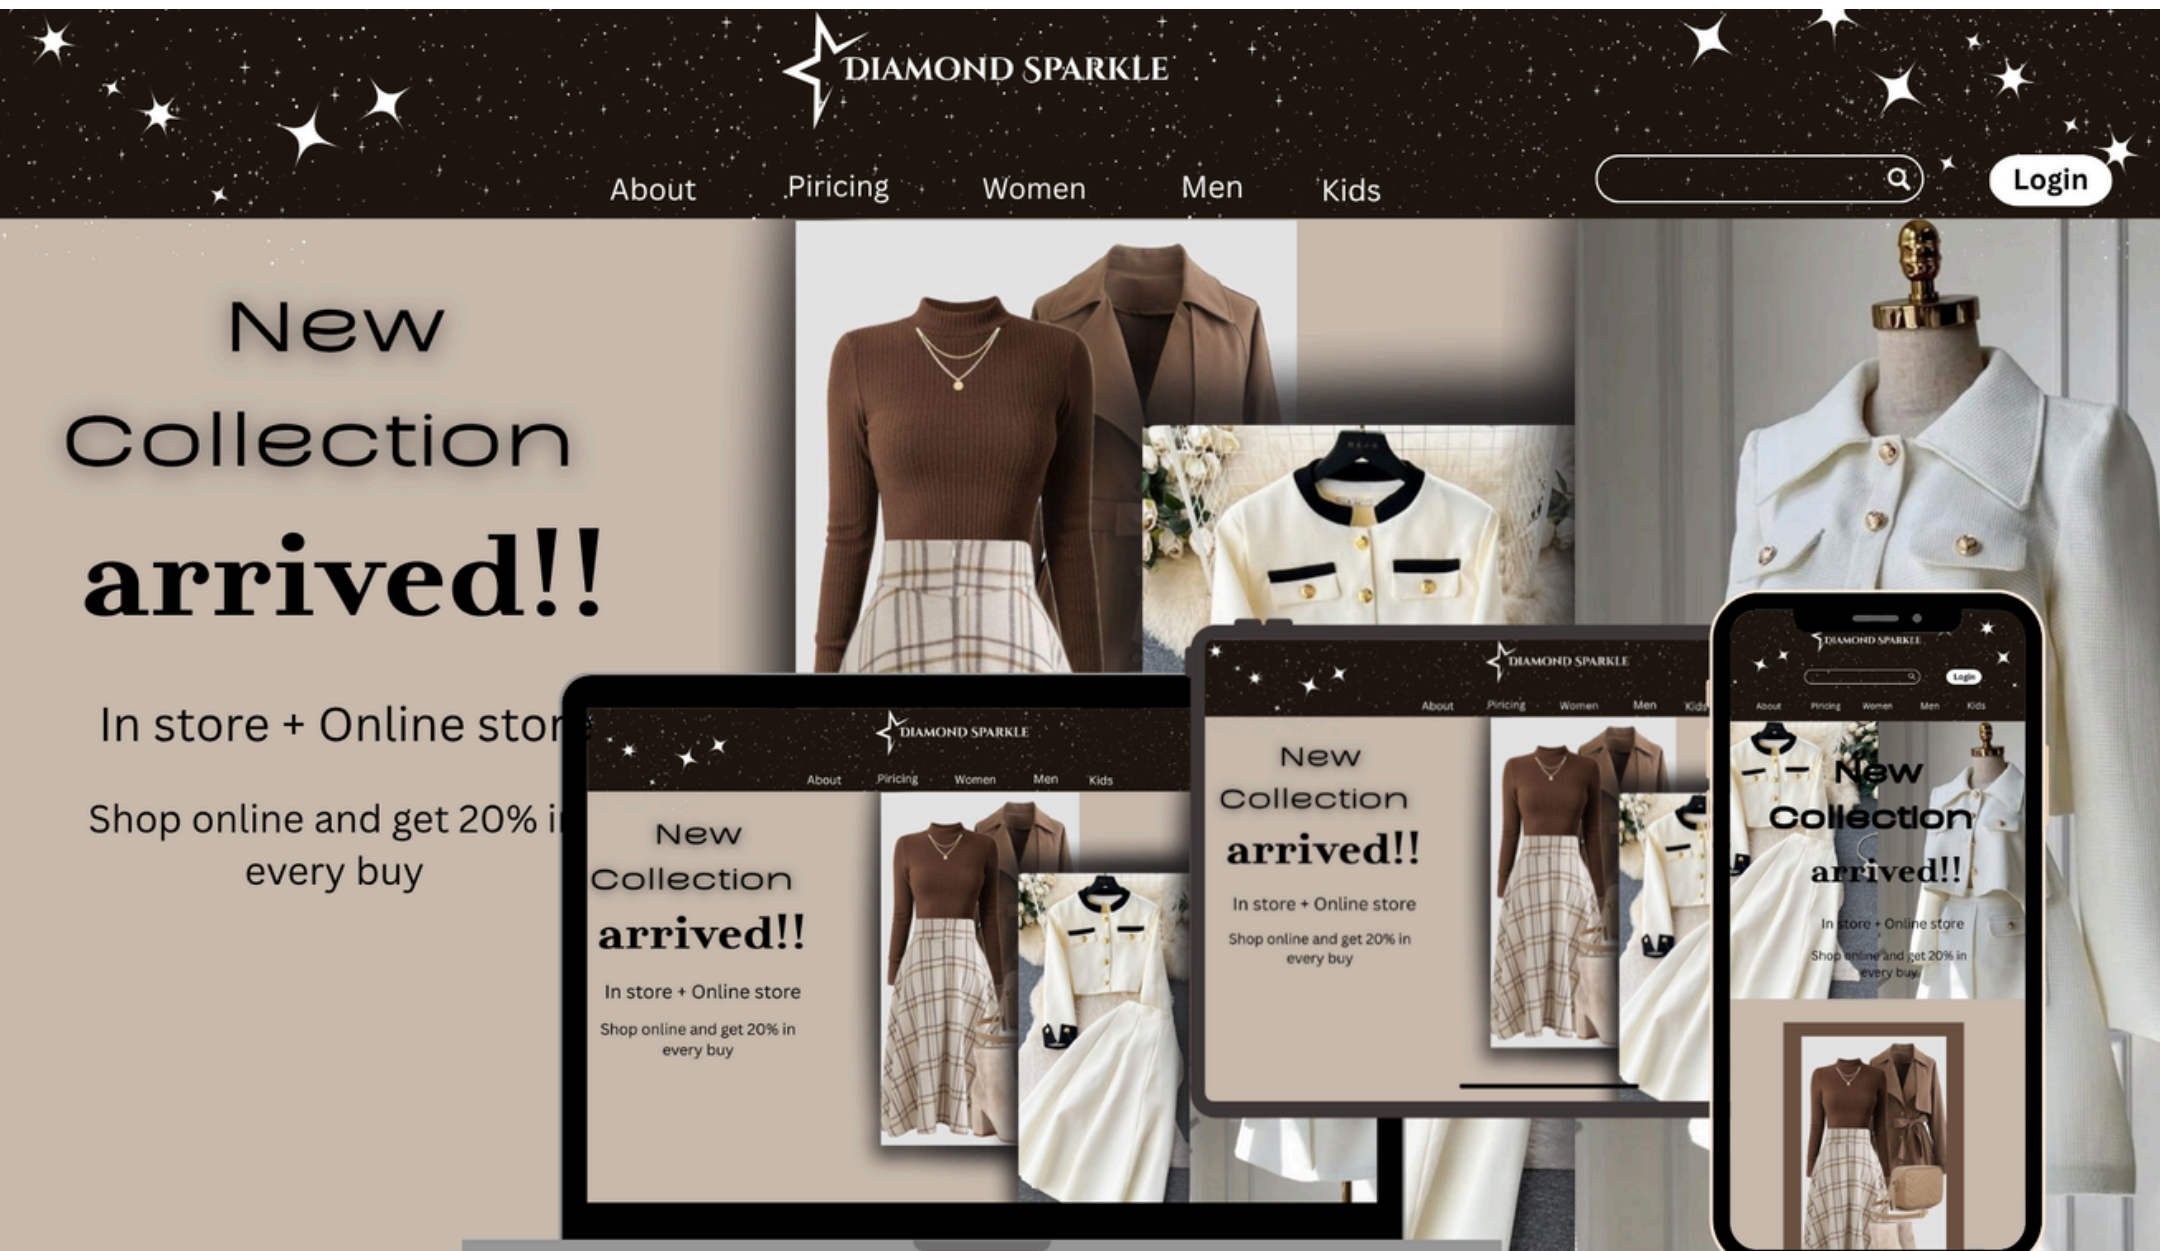 DIAMOND SPARKLE
About Piricing Women Men Kids
Login
New
Collection
arrived!!
In store + Online store
Shop online and get 20% in
every buy
DIAMOND SPARKLE
About Piricing Women Men Kids
New
Collection
arrived!!
In store + Online store
Shop online and get 20% in
every buy
DIAMOND SPARKLE
About Piricing Women Men Kids
New
Collection
arrived!!
In store + Online store
Shop online and get 20% in
every buy
DIAMOND SPARKLE
Login
About Piricing Women Men Kids
New
Collection
arrived!!
In store + Online store
Shop online and get 20% in
every buy